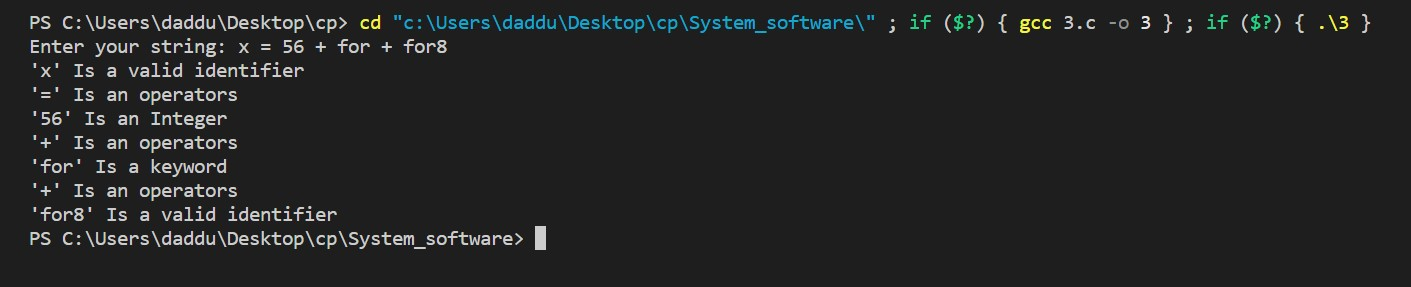 PS C:\Users\daddu\Desktop\cp> cd "c:\Users\daddu\Desktop\cp\System_software\" ; if ($?) { gcc 3.c -o 3 } ; if ($?) { .\3 }
Enter your string: x = 56 + for + for8
'x' Is a valid identifier
'=' Is an operators
'56' Is an Integer
'+' Is an operators
'for' Is a keyword
'+' Is an operators
'for8' Is a valid identifier
PS C:\Users\daddu\Desktop\cp\System_software>